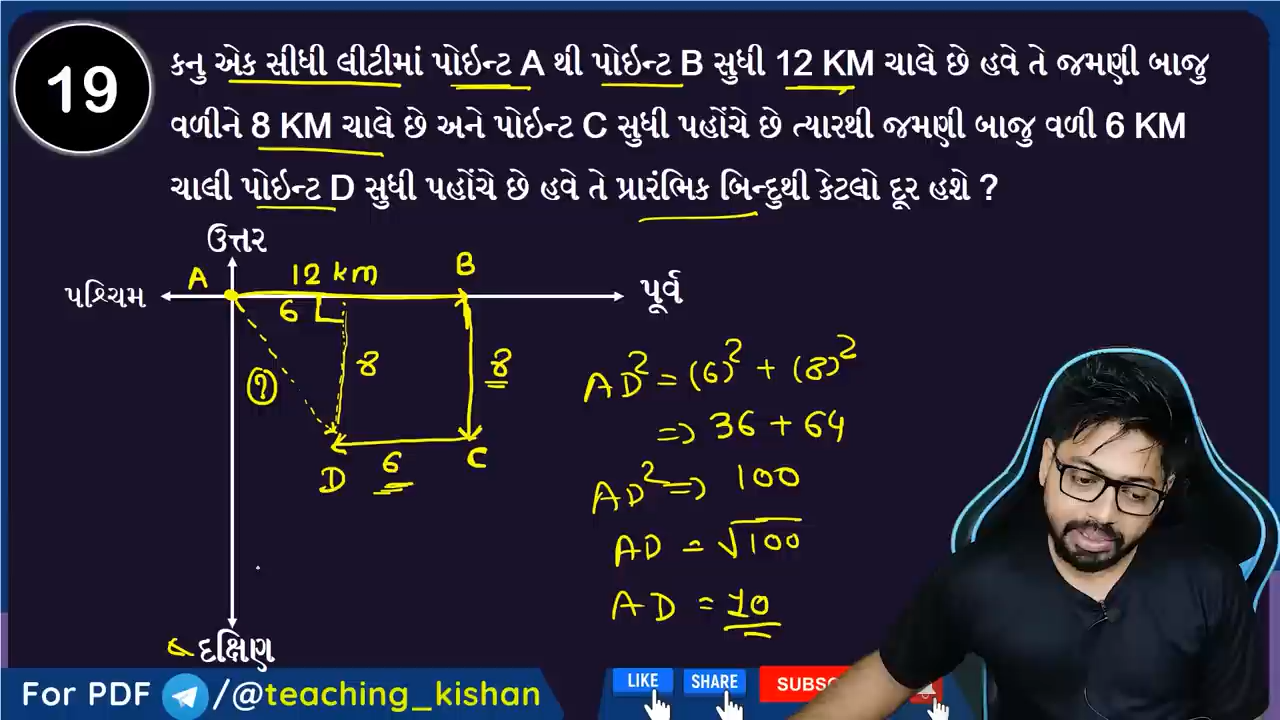 19
કનુ એક સીધી લીટીમાં પોઇન્ટ A થી પોઇન્ટ B સુધી 12 KM ચાલે છે હવે તે જમણી બાજુ
વળીને 8 KM ચાલે છે અને પોઇન્ટ C સુધી પહોંચે છે ત્યારથી જમણી બાજુ વળી 6 KM
ચાલી પોઇન્ટ D સુધી પહોંચે છે હવે તે પ્રારંભિક બિન્દુથી કેટલો દૂર હશે ?
ઉત્તર
A 12 km B
પશ્ચિમ
પૂર્વ
6
8
8
?
D 6 C
AD² = (6)² + (8)²
=> 36 + 64
AD² => 100
AD = √100
AD = 10
દક્ષિણ
For PDF /@teaching_kishan
LIKE
SHARE
SUBSC